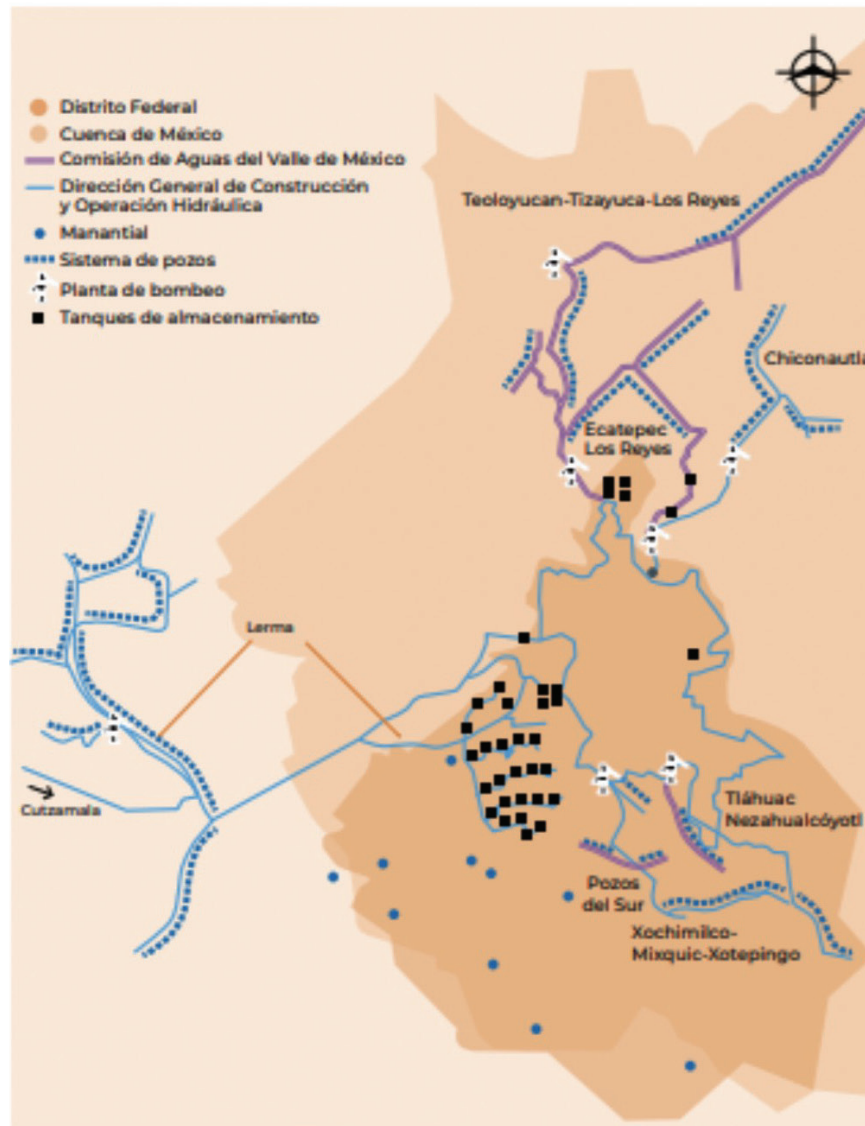 Distrito Federal
Cuenca de México
Comisión de Aguas del Valle de México
Dirección General de Construcción
y Operación Hidráulica
Manantial
Sistema de pozos
Planta de bombeo
Tanques de almacenamiento
Teoloyucan-Tizayuca-Los Reyes
Chiconautla
Ecatepec
Los Reyes
Lerma
Cutzamala
Tláhuac
Nezahualcóyotl
Pozos
del Sur
Xochimilco-
Mixquic-Xotepingo